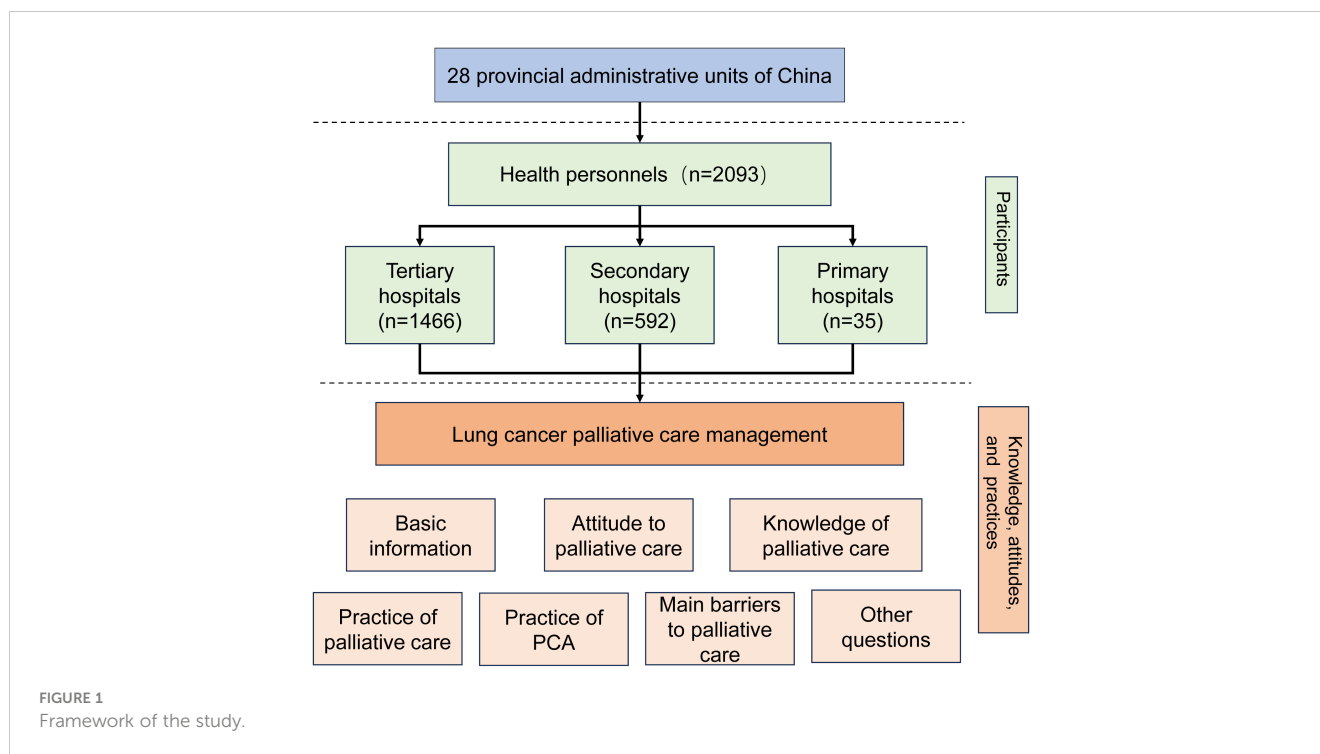 28 provincial administrative units of China
Health personnels（n=2093）
Participants
Tertiary
hospitals
(n=1466)
Secondary
hospitals
(n=592)
Primary
hospitals
(n=35)
Lung cancer palliative care management
Knowledge, attitudes,
and practices
Basic
information
Attitude to
palliative care
Knowledge of
palliative care
Practice of
palliative care
Practice of
PCA
Main barriers
to palliative
care
Other
questions
FIGURE 1
Framework of the study.